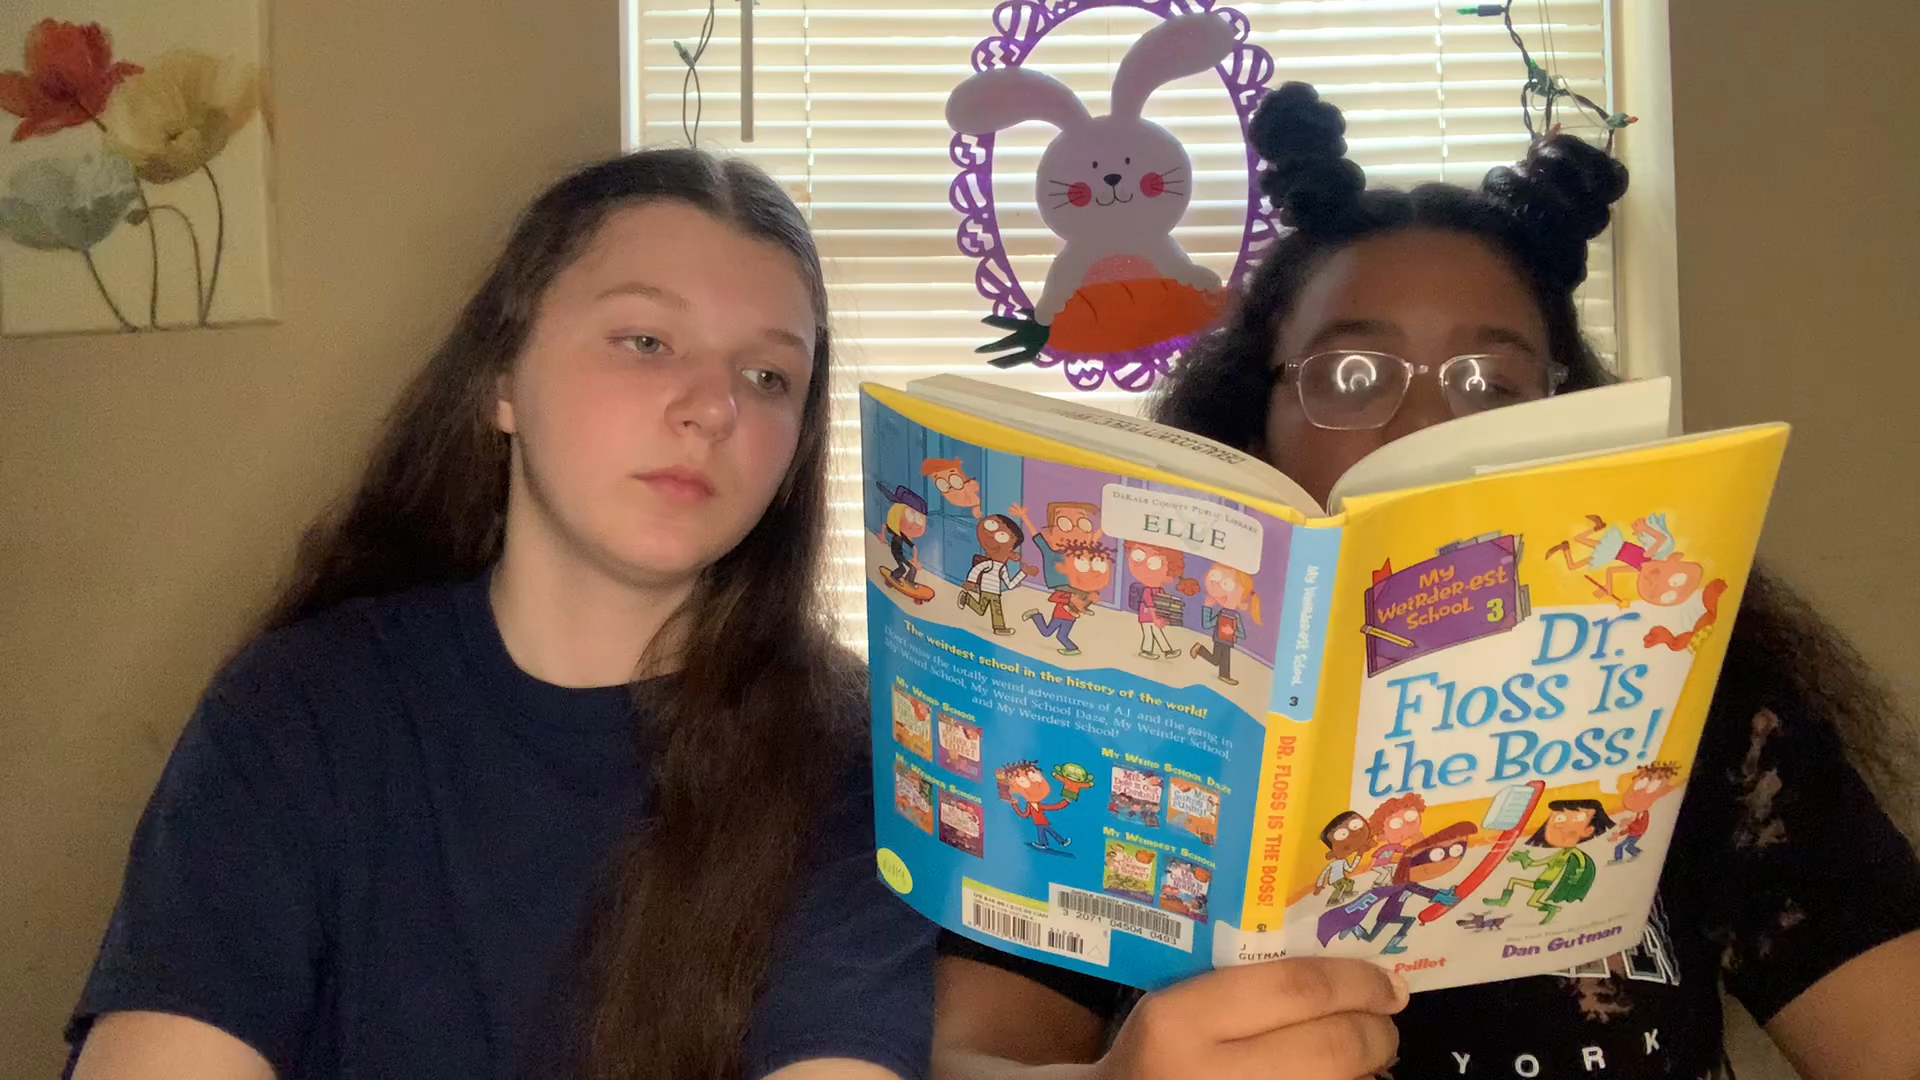 DEKALB COUNTY PUBLIC LIBRARY
ELLE
The weirdest school in the history of the world!
Don't miss the totally weird adventures of A.J. and the gang in
My Weird School, My Weird School Daze, My Weirder School,
and My Weirdest School!
MY WEIRD SCHOOL
MY WEIRD SCHOOL DAZE
MY WEIRDER SCHOOL
MY WEIRDEST SCHOOL
3 2071 04504 0493
My Weirder-est School
3
DR. FLOSS IS THE BOSS!
J
GUTMAN
My
Weirder-est
School 3
Dr.
Floss Is
the Boss!
Dan Gutman
Paillot
YORK